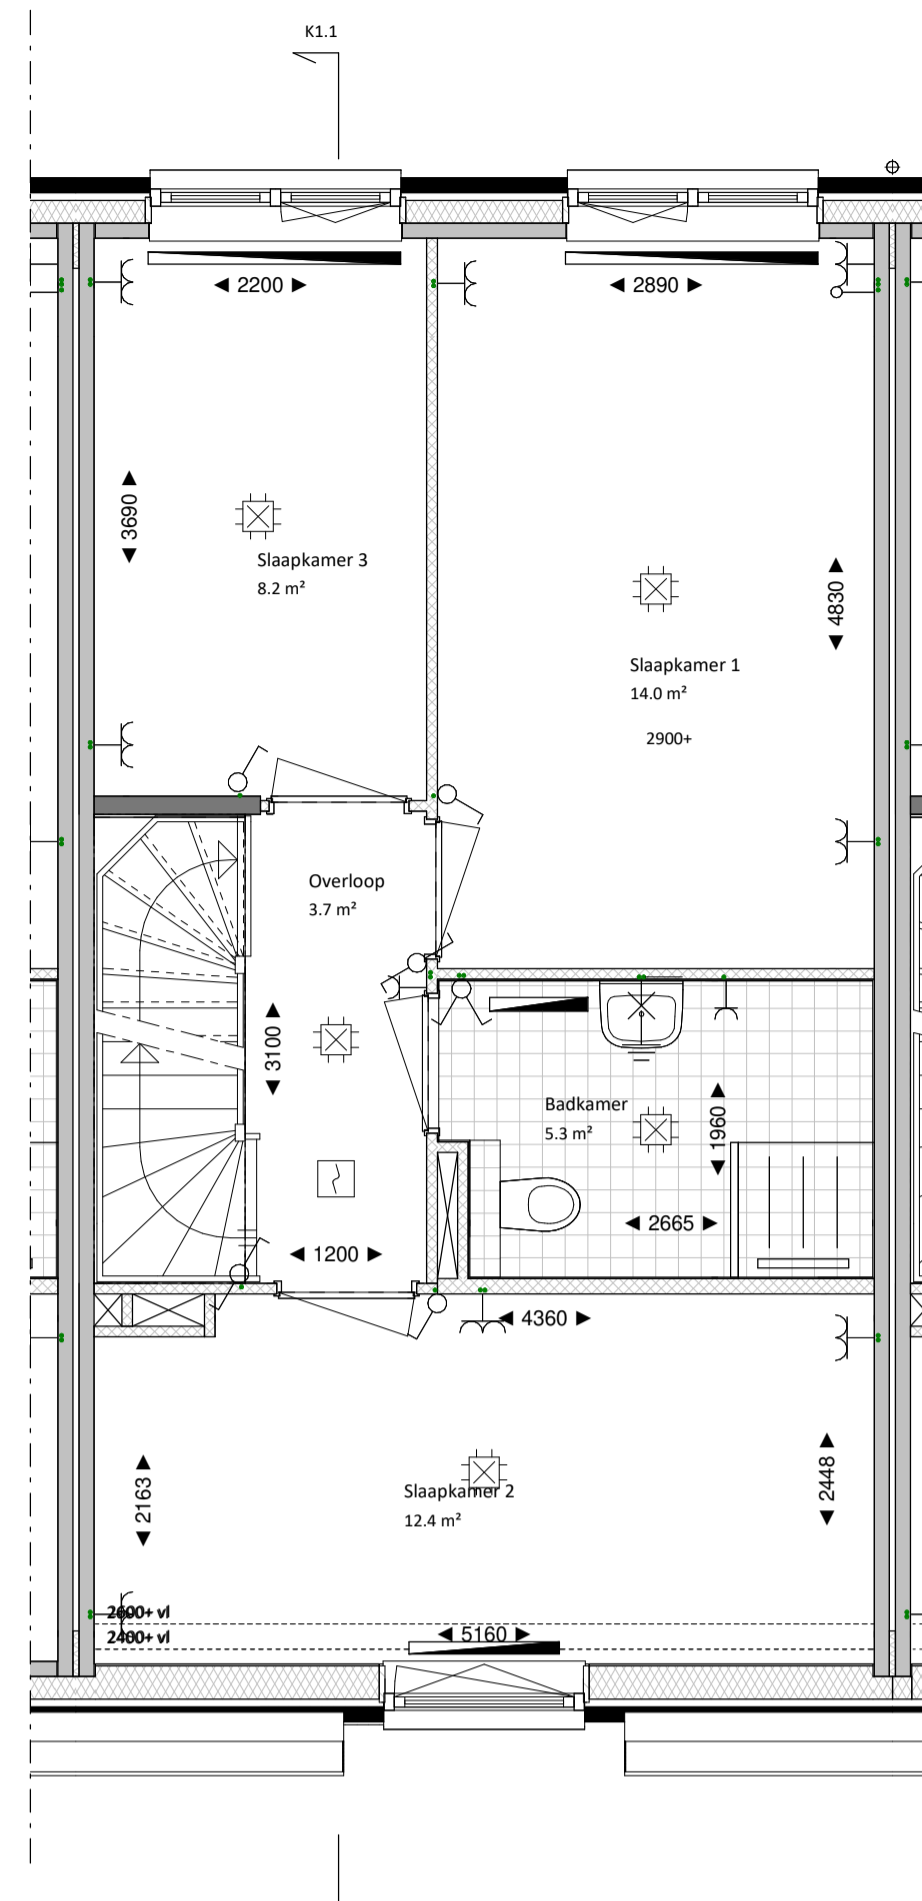 K1.1
2200
2890
3690
Slaapkamer 3
8.2 m²
4830
Slaapkamer 1
14.0 m²
2900+
Overloop
3.7 m²
3100
Badkamer
5.3 m²
1960
2665
1200
4360
2163
2448
Slaapkamer 2
12.4 m²
2600+ vl
2400+ vl
5160